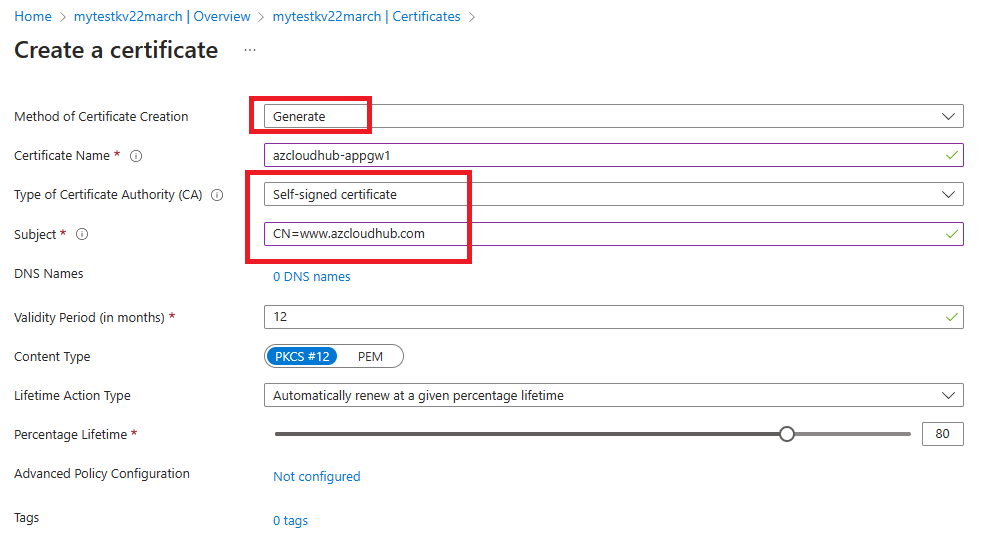 Home > mytestkv22march | Overview > mytestkv22march | Certificates >
Create a certificate ...
Method of Certificate Creation Generate
Certificate Name * azcloudhub-appgw1
Type of Certificate Authority (CA) Self-signed certificate
Subject * CN=www.azcloudhub.com
DNS Names 0 DNS names
Validity Period (in months) * 12
Content Type PKCS #12 PEM
Lifetime Action Type Automatically renew at a given percentage lifetime
Percentage Lifetime * 80
Advanced Policy Configuration Not configured
Tags 0 tags